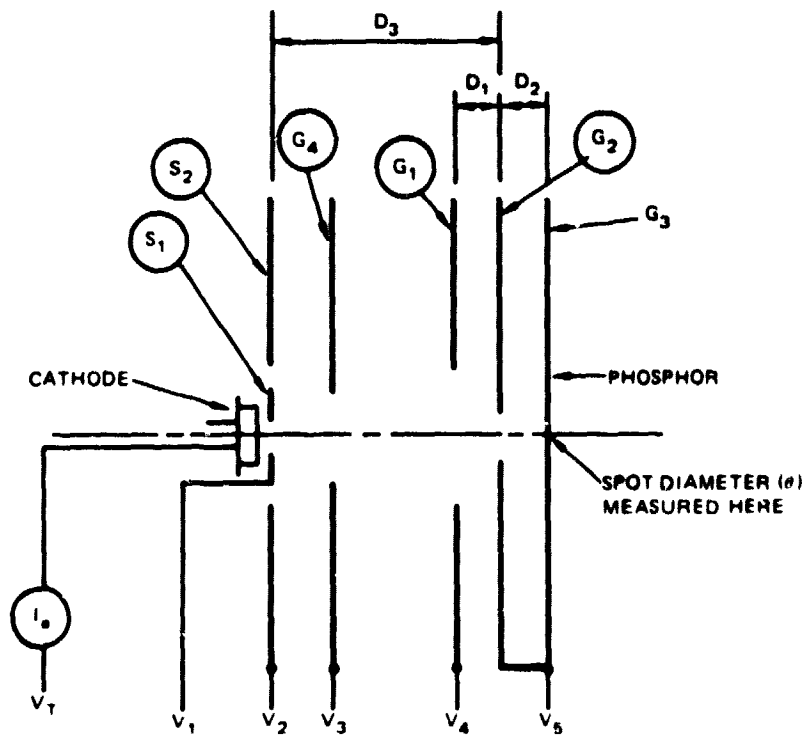 D3
D1
D2
G4
G1
G2
S2
G3
S1
CATHODE
PHOSPHOR
SPOT DIAMETER (ø)
MEASURED HERE
Ie
VT
V1
V2
V3
V4
V5